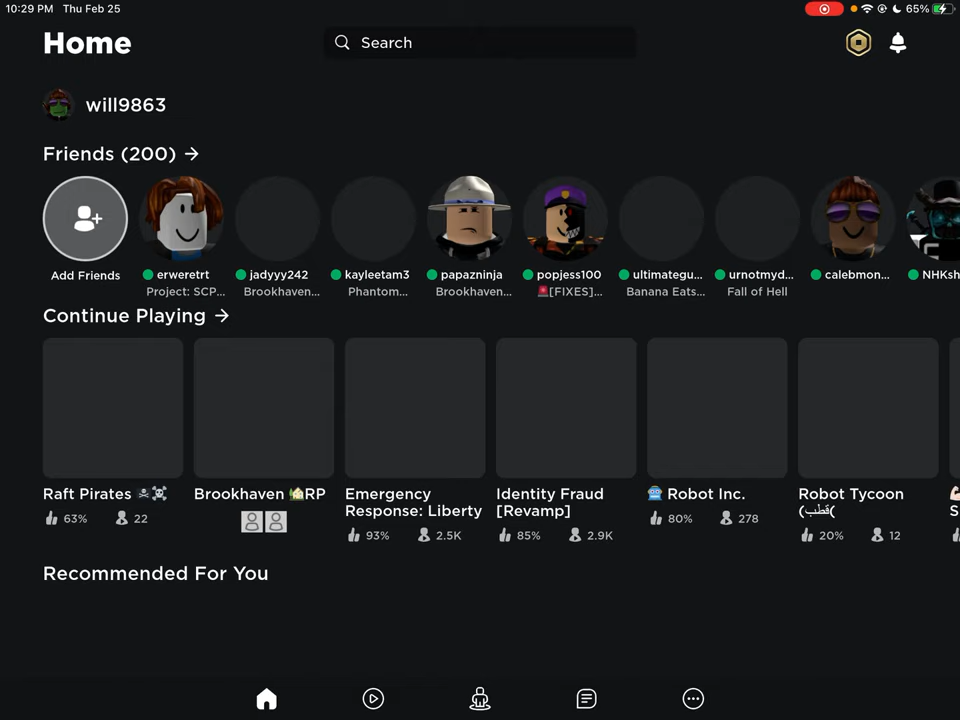 10:29 PM Thu Feb 25
65%
Home
Search
will9863
Friends (200) →
Add Friends
erweretrt
Project: SCP...
jadyyy242
Brookhaven...
kayleetam3
Phantom...
papazninja
Brookhaven...
popjess100
🚨[FIXES]...
ultimategu...
Banana Eats...
urnotmyd...
Fall of Hell
calebmon...
NHKsh
Continue Playing →
Raft Pirates 🏴‍☠️☠️
63% 22
Brookhaven 🏡RP
Emergency
Response: Liberty
93% 2.5K
Identity Fraud
[Revamp]
85% 2.9K
🤖 Robot Inc.
80% 278
Robot Tycoon
(قطب(
20% 12
S
Recommended For You